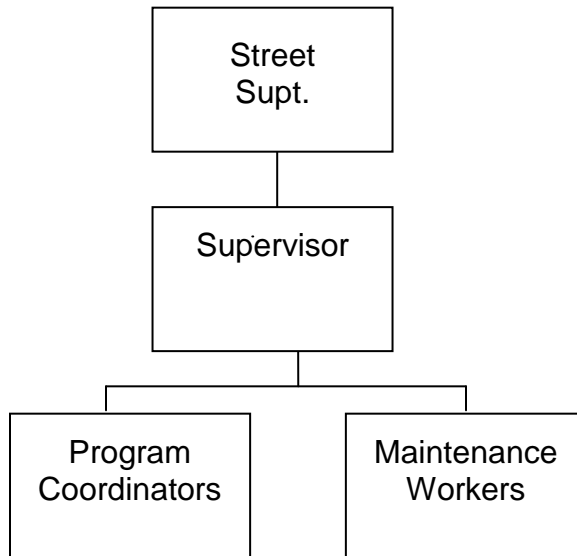 Street
Supt.
Supervisor
Program
Coordinators
Maintenance
Workers